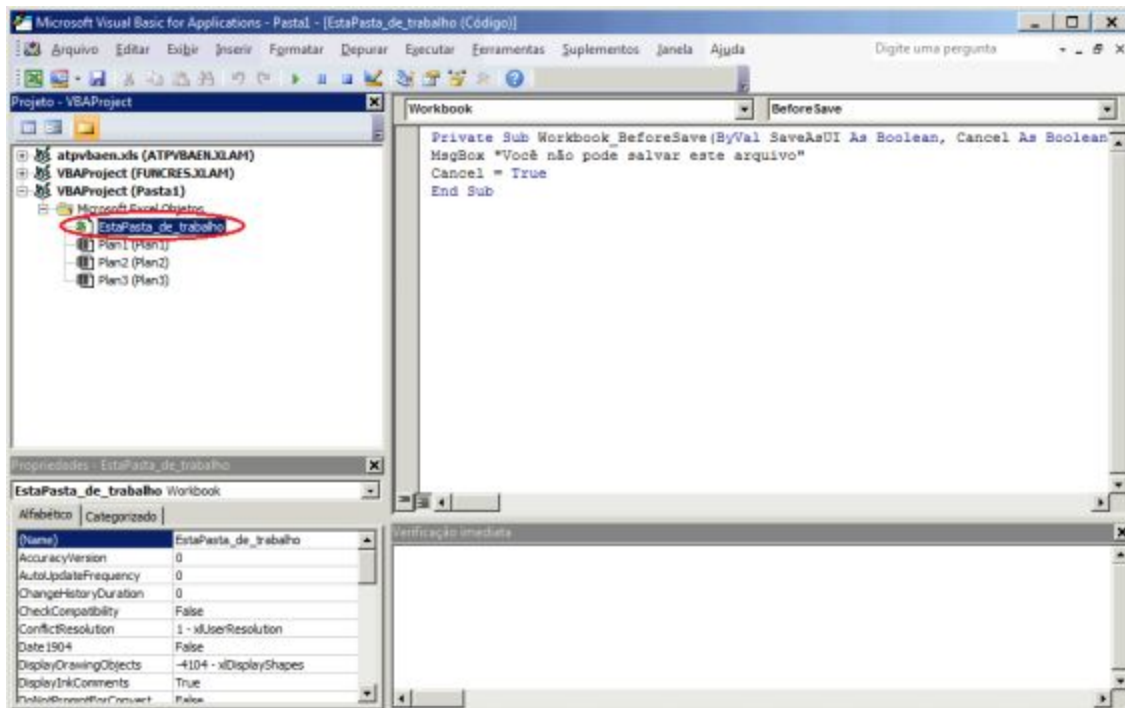 Microsoft Visual Basic for Applications - Pasta1 - [EstaPasta_de_trabalho (Código)]
Arquivo Editar Exibir Inserir Formatar Depurar Executar Ferramentas Suplementos Janela Ajuda Digite uma pergunta
Projeto - VBAProject
atpvbaen.xls (ATPVBAEN.XLAM)
VBAProject (FUNCRES.XLAM)
VBAProject (Pasta1)
Microsoft Excel Objetos
EstaPasta_de_trabalho
Plan1 (Plan1)
Plan2 (Plan2)
Plan3 (Plan3)
Workbook BeforeSave
Private Sub Workbook_BeforeSave(ByVal SaveAsUI As Boolean, Cancel As Boolean
MsgBox "Você não pode salvar este arquivo"
Cancel = True
End Sub
Propriedades - EstaPasta_de_trabalho
EstaPasta_de_trabalho Workbook
Alfabético Categorizado
(Name) EstaPasta_de_trabalho
AccuracyVersion 0
AutoUpdateFrequency 0
ChangeHistoryDuration 0
CheckCompatibility False
ConflictResolution 1 - xlUserResolution
Date1904 False
DisplayDrawingObjects -4104 - xlDisplayShapes
DisplayInkComments True
DoNotPromptForConvert False
Verificação imediata